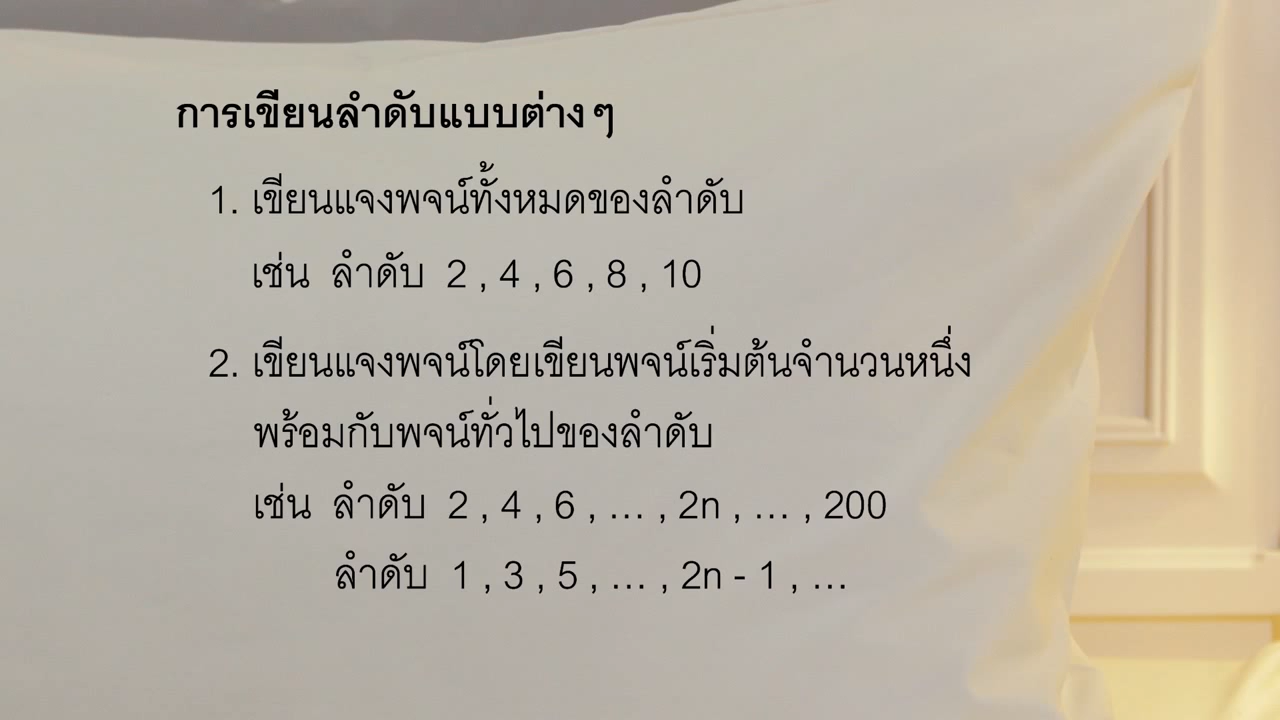 การเขียนลำดับแบบต่าง ๆ
1. เขียนแจงพจน์ทั้งหมดของลำดับ
เช่น ลำดับ 2 , 4 , 6 , 8 , 10
2. เขียนแจงพจน์โดยเขียนพจน์เริ่มต้นจำนวนหนึ่ง
พร้อมกับพจน์ทั่วไปของลำดับ
เช่น ลำดับ 2 , 4 , 6 , … , 2n , … , 200
ลำดับ 1 , 3 , 5 , … , 2n - 1 , …